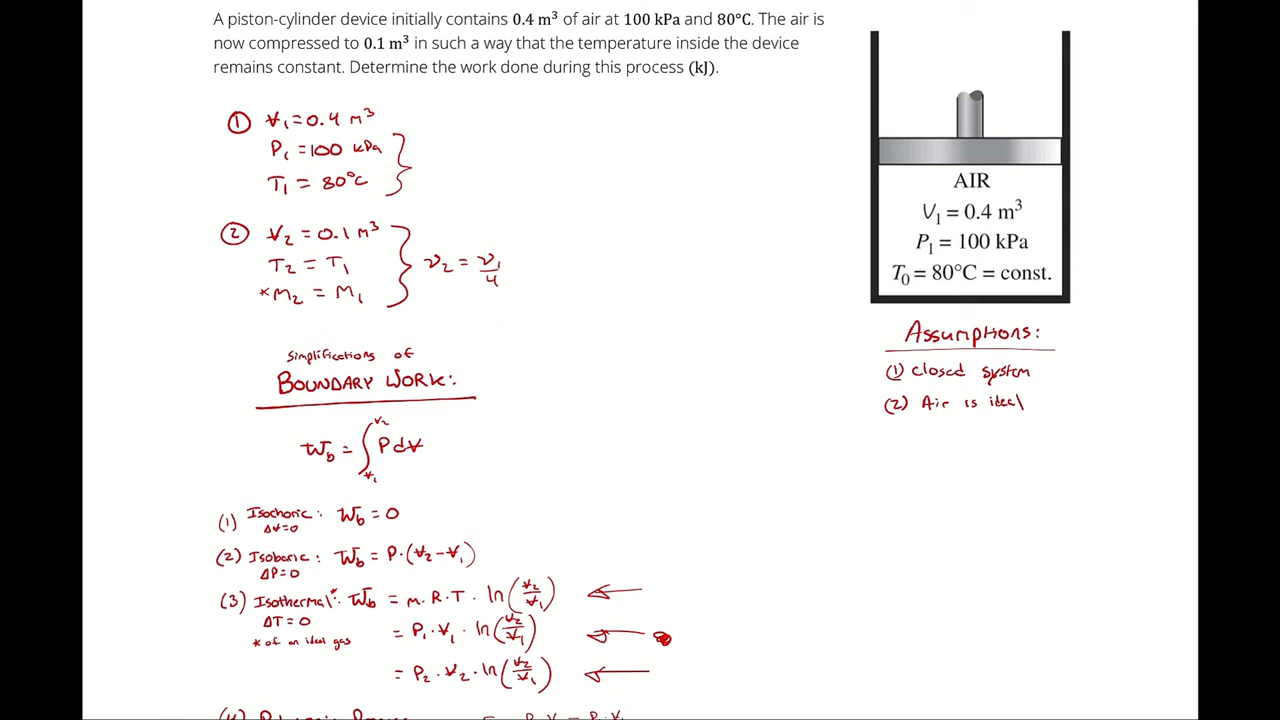 A piston-cylinder device initially contains 0.4 m³ of air at 100 kPa and 80°C. The air is
now compressed to 0.1 m³ in such a way that the temperature inside the device
remains constant. Determine the work done during this process (kJ).
① V₁ = 0.4 m³
P₁ = 100 kPa
T₁ = 80°C
② V₂ = 0.1 m³
T₂ = T₁
*M₂ = M₁
v₂ = v₁/4
AIR
V₁ = 0.4 m³
P₁ = 100 kPa
T₀ = 80°C = const.
Assumptions:
(1) closed system
(2) Air is ideal
Simplifications of
BOUNDARY WORK:
W_b = ∫_V₁^V₂ P dV
(1) Isochoric: W_b = 0
ΔV=0
(2) Isobaric: W_b = P·(V₂-V₁)
ΔP=0
(3) Isothermal*: W_b = m·R·T· ln(V₂/V₁)
ΔT=0
= P₁·V₁· ln(V₂/V₁)
* of an ideal gas
= P₂·V₂·ln(V₂/V₁)